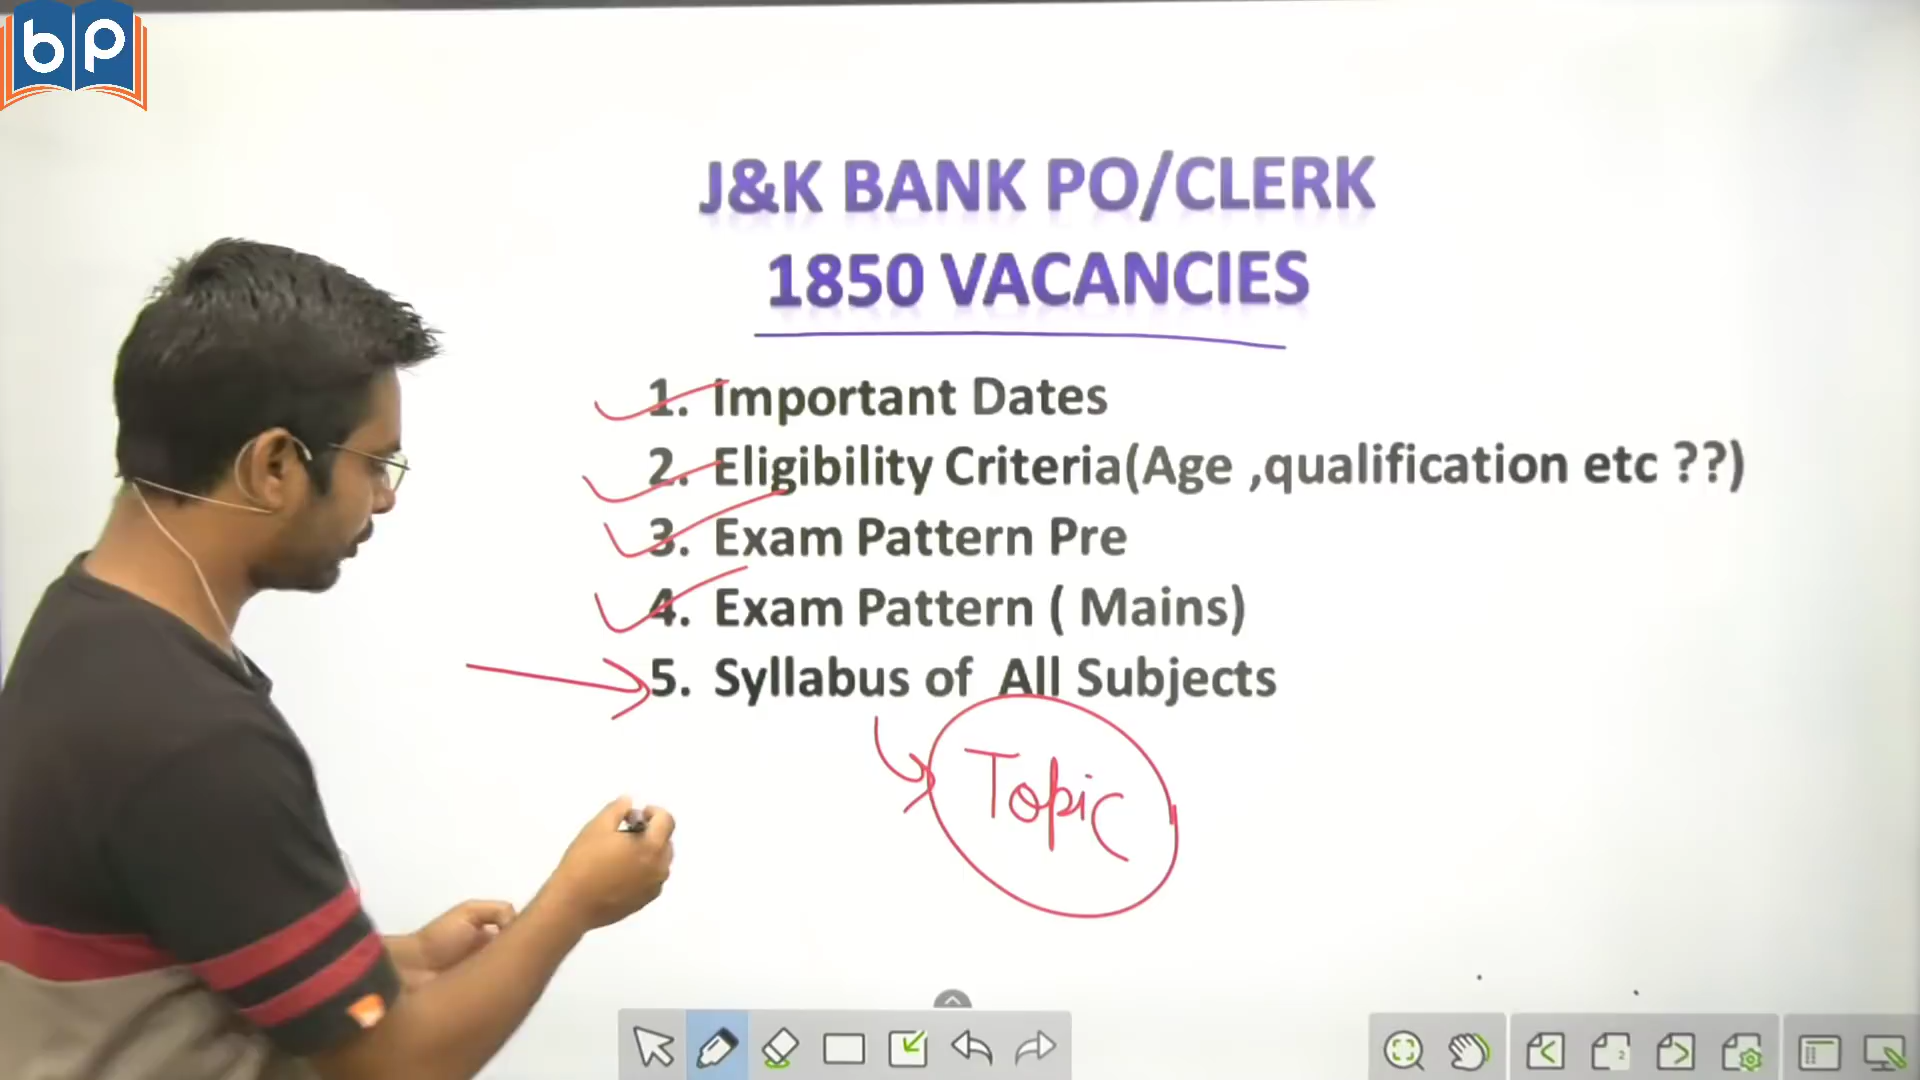 bp
J&K BANK PO/CLERK
1850 VACANCIES
1. Important Dates
2. Eligibility Criteria(Age ,qualification etc ??)
3. Exam Pattern Pre
4. Exam Pattern ( Mains)
5. Syllabus of All Subjects
Topic
2